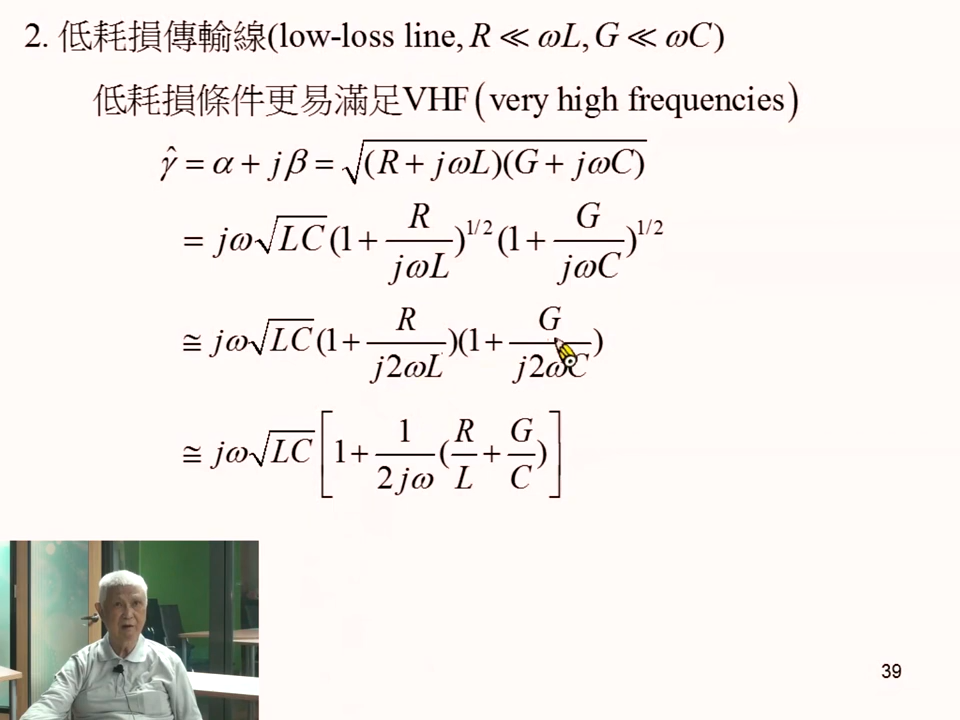 2. 低耗損傳輸線(low-loss line, R ≪ ωL, G ≪ ωC)
低耗損條件更易滿足VHF(very high frequencies)
γ̂ = α + jβ = √((R + jωL)(G + jωC))
= jω√LC(1 + R/jωL)^1/2 (1 + G/jωC)^1/2
≅ jω√LC(1 + R/j2ωL)(1 + G/j2ωC)
≅ jω√LC[1 + 1/2jω(R/L + G/C)]
39